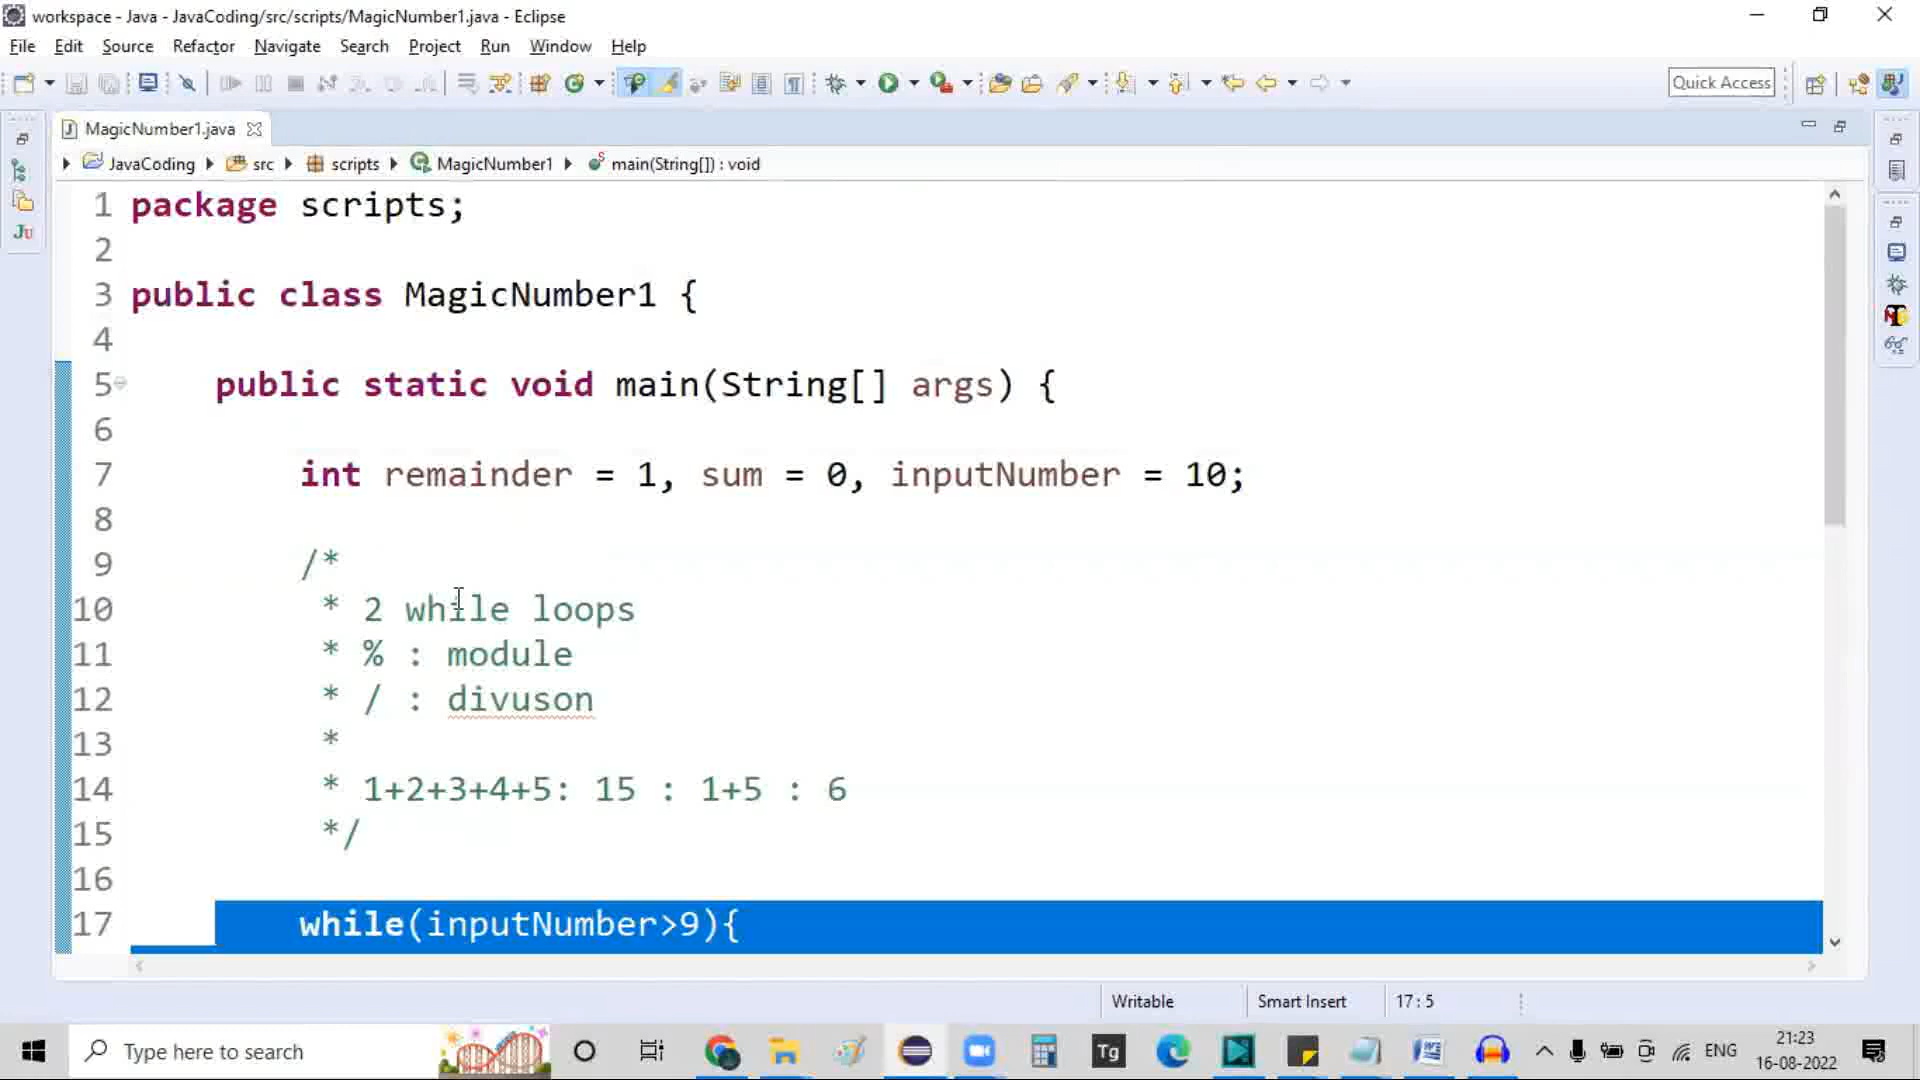 workspace - Java - JavaCoding/src/scripts/MagicNumber1.java - Eclipse
File Edit Source Refactor Navigate Search Project Run Window Help
Quick Access
MagicNumber1.java
JavaCoding src scripts MagicNumber1 main(String[]) : void
1 package scripts;
2
3 public class MagicNumber1 {
4
5 public static void main(String[] args) {
6
7 int remainder = 1, sum = 0, inputNumber = 10;
8
9 /*
10 * 2 while loops
11 * % : module
12 * / : divuson
13 *
14 * 1+2+3+4+5: 15 : 1+5 : 6
15 */
16
17 while(inputNumber>9){
Writable Smart Insert 17 : 5
Type here to search
Tg
ENG
21:23
16-08-2022